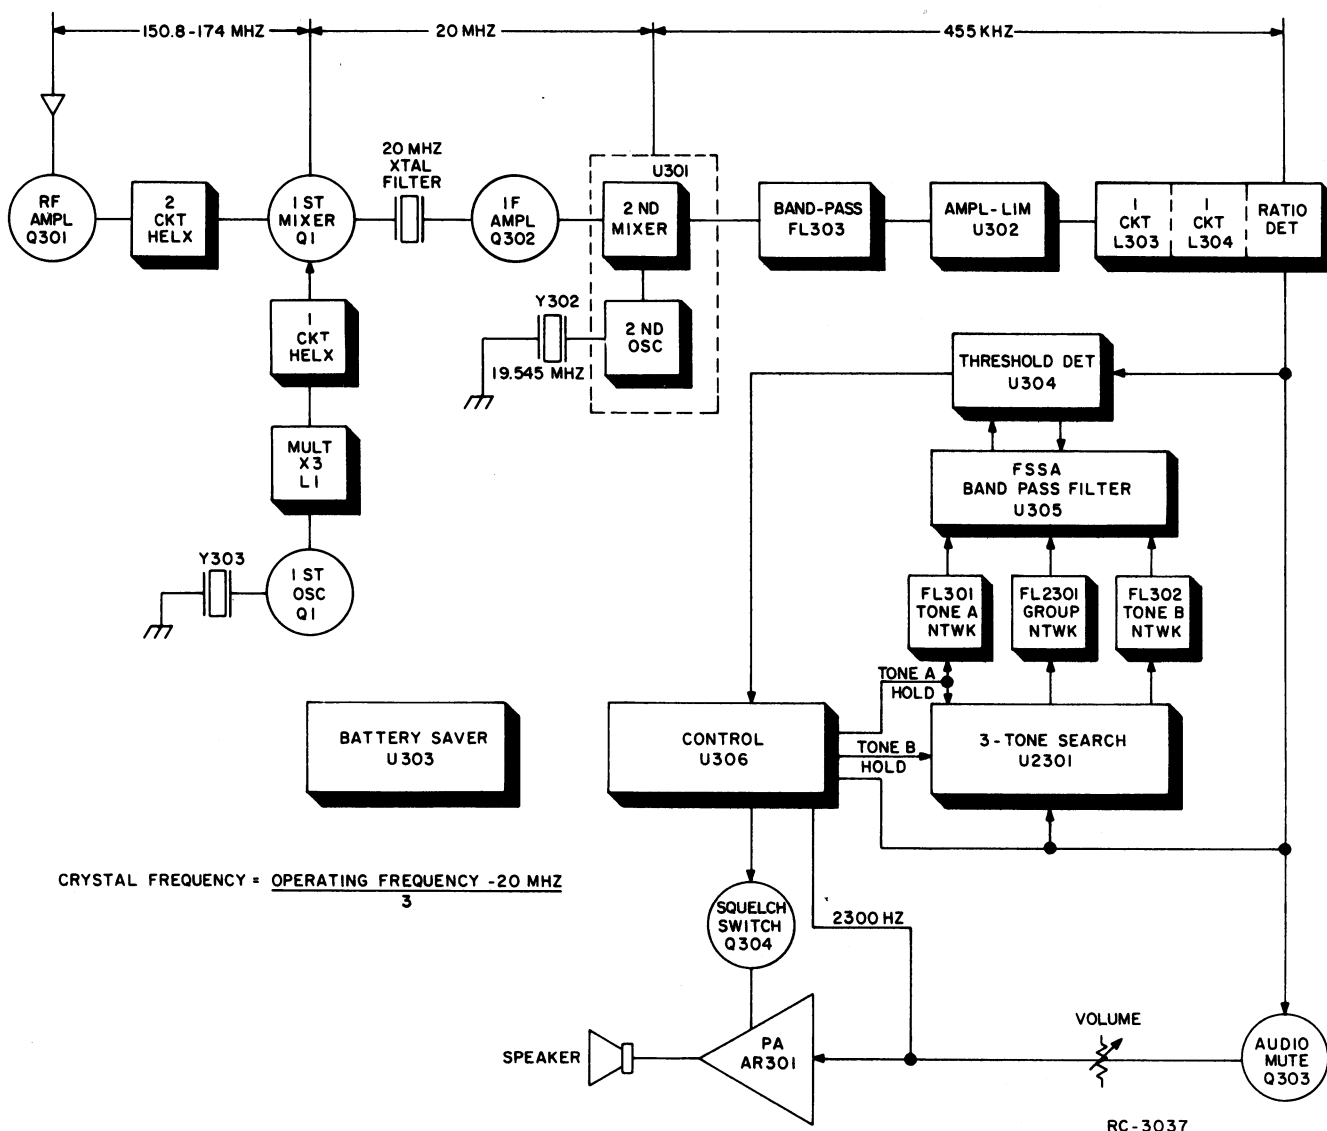 150.8-174 MHZ
20 MHZ
455 KHZ
RF
AMPL
Q301
2
CKT
HELX
1ST
MIXER
Q1
20 MHZ
XTAL
FILTER
IF
AMPL
Q302
U301
2 ND
MIXER
BAND-PASS
FL303
AMPL-LIM
U302
1
CKT
L303
1
CKT
L304
RATIO
DET
1
CKT
HELX
Y302
19.545 MHZ
2 ND
OSC
THRESHOLD DET
U304
MULT
X3
L1
FSSA
BAND PASS FILTER
U305
Y303
1ST
OSC
Q1
FL301
TONE A
NTWK
FL2301
GROUP
NTWK
FL302
TONE B
NTWK
TONE A
HOLD
BATTERY SAVER
U303
CONTROL
U306
TONE B
HOLD
3-TONE SEARCH
U2301
CRYSTAL FREQUENCY = OPERATING FREQUENCY -20 MHZ
3
SQUELCH
SWITCH
Q304
2300 HZ
SPEAKER
PA
AR301
VOLUME
AUDIO
MUTE
Q303
RC-3037